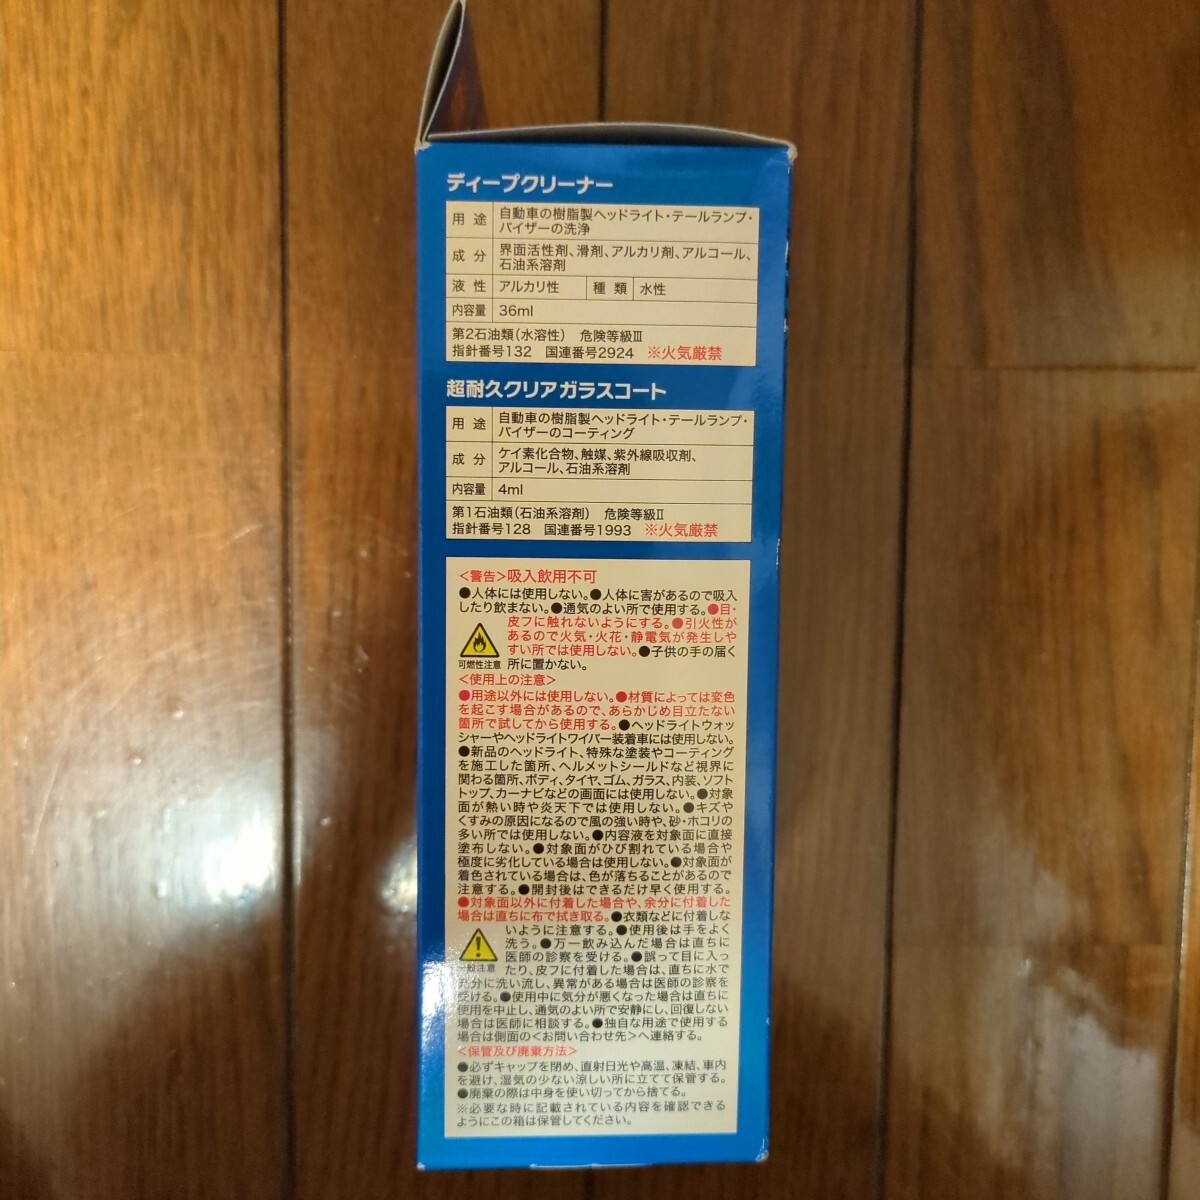 ディープクリーナー
用途 自動車の樹脂製ヘッドライト・テールランプ・
バイザーの洗浄
成分 界面活性剤、滑剤、アルカリ剤、アルコール、
石油系溶剤
液性 アルカリ性 種類 水性
内容量 36ml
第2石油類(水溶性) 危険等級Ⅲ
指針番号132 国連番号2924 ※火気厳禁
超耐久クリアガラスコート
用途 自動車の樹脂製ヘッドライト・テールランプ・
バイザーのコーティング
成分 ケイ素化合物、触媒、紫外線吸収剤、
アルコール、石油系溶剤
内容量 4ml
第1石油類(石油系溶剤) 危険等級Ⅱ
指針番号128 国連番号1993 ※火気厳禁
<警告>吸入飲用不可
●人体には使用しない。●人体に害があるので吸入
したり飲まない。●通気のよい所で使用する。●目・
皮フに触れないようにする。●引火性が
あるので火気・火花・静電気が発生しや
すい所では使用しない。●子供の手の届く
可燃性注意 所に置かない。
<使用上の注意>
●用途以外には使用しない。●材質によっては変色
を起こす場合があるので、あらかじめ目立たない
箇所で試してから使用する。●ヘッドライトウォッ
シャーやヘッドライトワイパー装着車には使用しない。
●新品のヘッドライト、特殊な塗装やコーティング
を施工した箇所、ヘルメットシールドなど視界に
関わる箇所、ボディ、タイヤ、ゴム、ガラス、内装、ソフト
トップ、カーナビなどの画面には使用しない。●対象
面が熱い時や炎天下では使用しない。●キズや
くすみの原因になるので風の強い時や、砂・ホコリの
多い所では使用しない。●内容液を対象面に直接
塗布しない。●対象面がひび割れている場合や
極度に劣化している場合は使用しない。●対象面が
着色されている場合は、色が落ちることがあるので
注意する。●開封後はできるだけ早く使用する。
●対象面以外に付着した場合や、余分に付着した
場合は直ちに布で拭き取る。●衣類などに付着しな
いように注意する。●使用後は手をよく
洗う。●万一飲み込んだ場合は直ちに
医師の診察を受ける。●誤って目に入っ
一般注意 たり、皮フに付着した場合は、直ちに水で
充分に洗い流し、異常がある場合は医師の診察を
受ける。●使用中に気分が悪くなった場合は直ちに
使用を中止し、通気のよい所で安静にし、回復しない
場合は医師に相談する。●独自な用途で使用する
場合は側面の<お問い合わせ先>へ連絡する。
<保管及び廃棄方法>
●必ずキャップを閉め、直射日光や高温、凍結、車内
を避け、湿気の少ない涼しい所に立てて保管する。
●廃棄の際は中身を使い切ってから捨てる。
※必要な時に記載されている内容を確認できる
ようにこの箱は保管してください。